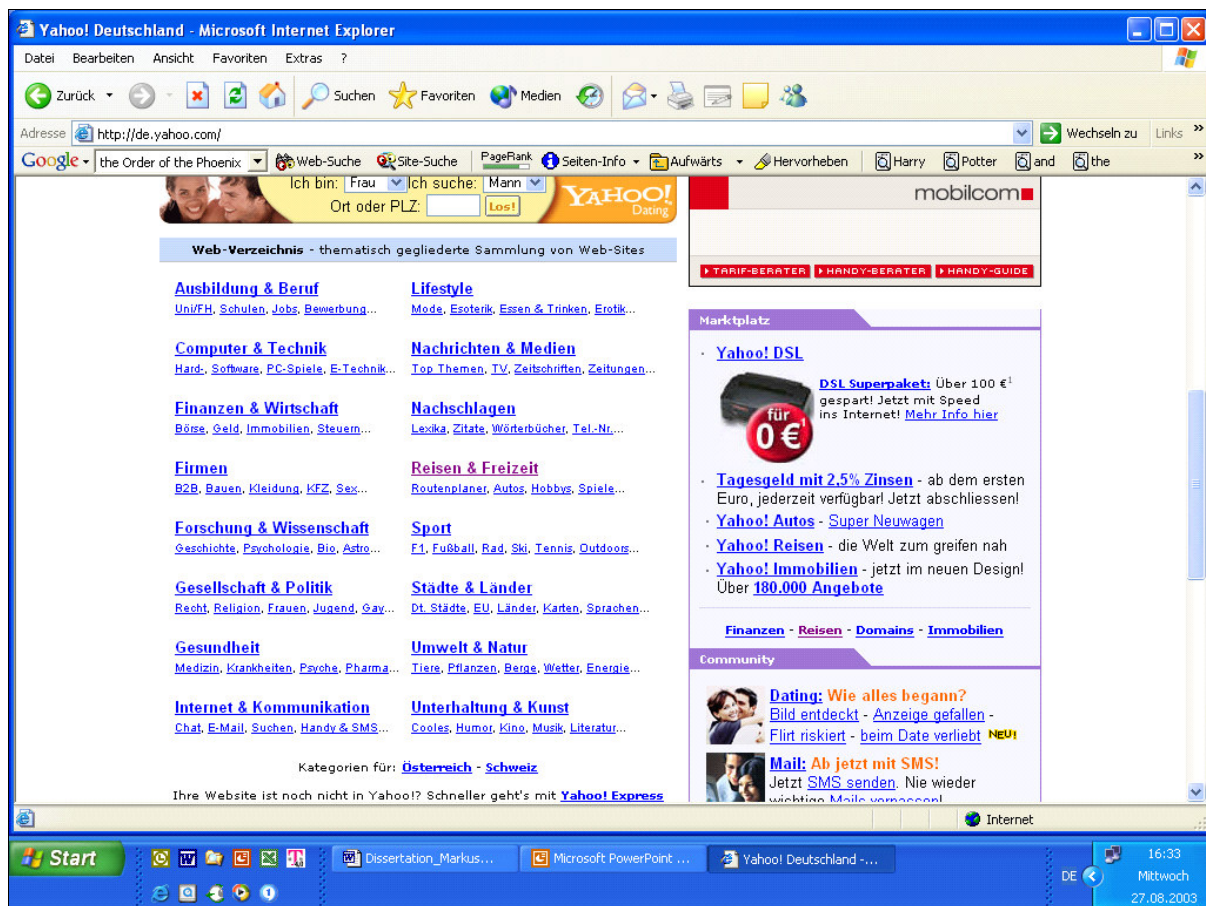 Yahoo! Deutschland - Microsoft Internet Explorer
Datei Bearbeiten Ansicht Favoriten Extras ?
Zurück Suchen Favoriten Medien
Adresse http://de.yahoo.com/ Wechseln zu Links »
Google the Order of the Phoenix Web-Suche Site-Suche PageRank Seiten-Info Aufwärts Hervorheben Harry Potter and the »
Ich bin: Frau Ich suche: Mann
Ort oder PLZ: Los!
YAHOO!
Dating
mobilcom
TARIF-BERATER HANDY-BERATER HANDY-GUIDE
Web-Verzeichnis - thematisch gegliederte Sammlung von Web-Sites
Ausbildung & Beruf
Uni/FH, Schulen, Jobs, Bewerbung...
Lifestyle
Mode, Esoterik, Essen & Trinken, Erotik...
Computer & Technik
Hard-, Software, PC-Spiele, E-Technik...
Nachrichten & Medien
Top Themen, TV, Zeitschriften, Zeitungen...
Finanzen & Wirtschaft
Börse, Geld, Immobilien, Steuern...
Nachschlagen
Lexika, Zitate, Wörterbücher, Tel.-Nr....
Firmen
B2B, Bauen, Kleidung, KFZ, Sex...
Reisen & Freizeit
Routenplaner, Autos, Hobbys, Spiele...
Forschung & Wissenschaft
Geschichte, Psychologie, Bio, Astro...
Sport
F1, Fußball, Rad, Ski, Tennis, Outdoors...
Gesellschaft & Politik
Recht, Religion, Frauen, Jugend, Gay...
Städte & Länder
Dt. Städte, EU, Länder, Karten, Sprachen...
Gesundheit
Medizin, Krankheiten, Psyche, Pharma...
Umwelt & Natur
Tiere, Pflanzen, Berge, Wetter, Energie...
Internet & Kommunikation
Chat, E-Mail, Suchen, Handy & SMS...
Unterhaltung & Kunst
Cooles, Humor, Kino, Musik, Literatur...
Kategorien für: Österreich - Schweiz
Ihre Website ist noch nicht in Yahoo!? Schneller geht's mit Yahoo! Express
Marktplatz
· Yahoo! DSL
für
0 €¹
DSL Superpaket: Über 100 €¹
gespart! Jetzt mit Speed
ins Internet! Mehr Info hier
· Tagesgeld mit 2,5% Zinsen - ab dem ersten
Euro, jederzeit verfügbar! Jetzt abschliessen!
· Yahoo! Autos - Super Neuwagen
· Yahoo! Reisen - die Welt zum greifen nah
· Yahoo! Immobilien - jetzt im neuen Design!
Über 180.000 Angebote
Finanzen - Reisen - Domains - Immobilien
Community
Dating: Wie alles begann?
Bild entdeckt - Anzeige gefallen -
Flirt riskiert - beim Date verliebt NEU!
Mail: Ab jetzt mit SMS!
Jetzt SMS senden. Nie wieder
wichtige Mails verpassen!
Internet
Start
Dissertation_Markus...
Microsoft PowerPoint ...
Yahoo! Deutschland -...
DE
16:33
Mittwoch
27.08.2003